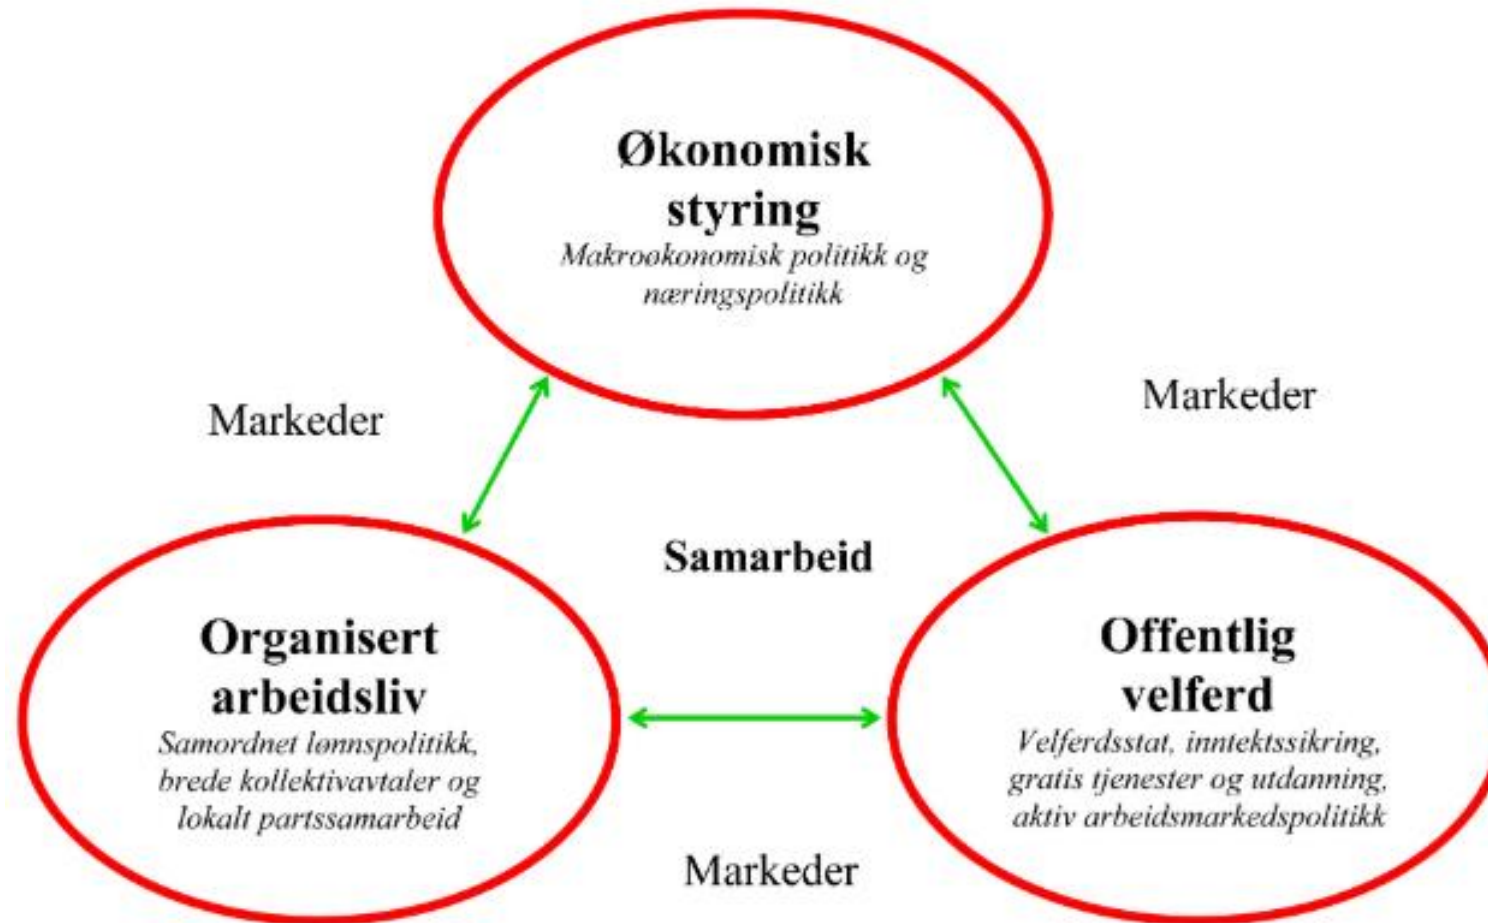 Økonomisk
styring
Makroøkonomisk politikk og
næringspolitikk
Markeder
Markeder
Samarbeid
Organisert
arbeidsliv
Samordnet lønnspolitikk,
brede kollektivavtaler og
lokalt partssamarbeid
Offentlig
velferd
Velferdsstat, inntektssikring,
gratis tjenester og utdanning,
aktiv arbeidsmarkedspolitikk
Markeder